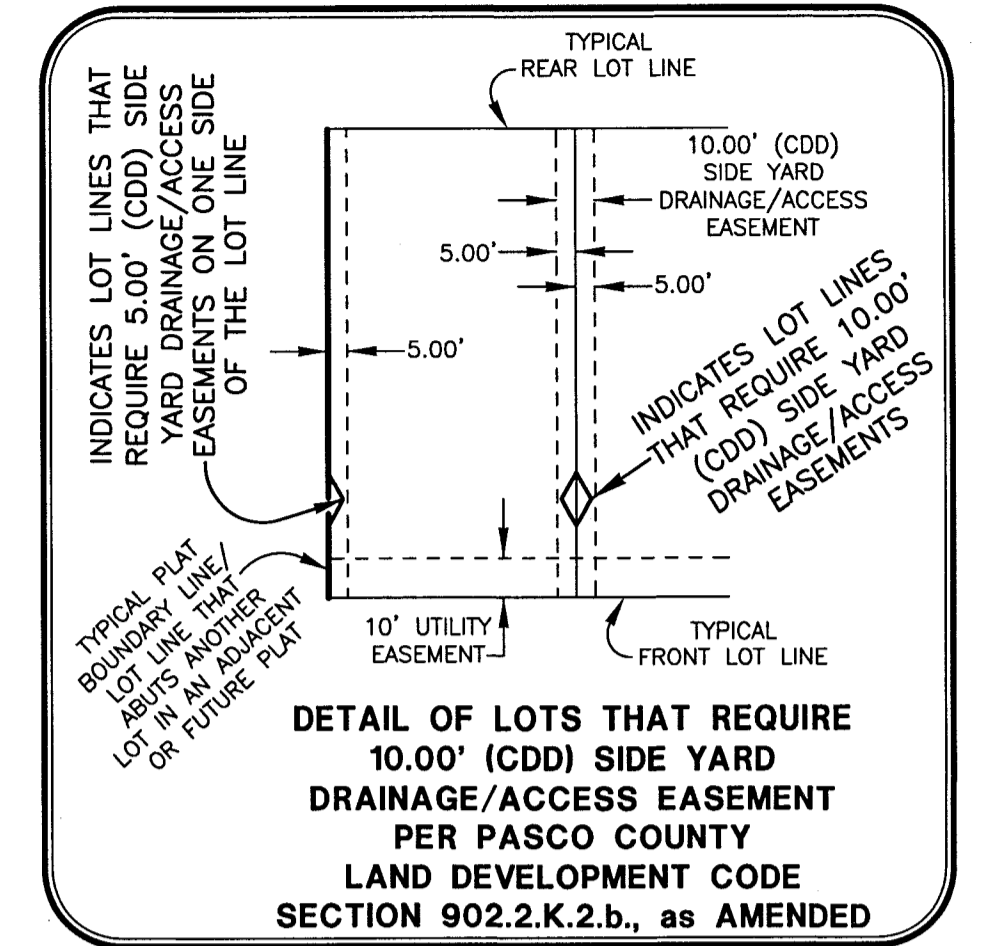 TYPICAL
REAR LOT LINE
INDICATES LOT LINES THAT
REQUIRE 5.00' (CDD) SIDE
YARD DRAINAGE/ACCESS
EASEMENTS ON ONE SIDE
OF THE LOT LINE
10.00' (CDD)
SIDE YARD
DRAINAGE/ACCESS
EASEMENT
5.00'
5.00'
5.00'
INDICATES LOT LINES
THAT REQUIRE 10.00'
(CDD) SIDE YARD
DRAINAGE/ACCESS
EASEMENTS
TYPICAL PLAT
BOUNDARY LINE/
LOT LINE THAT
ABUTS ANOTHER
LOT IN AN ADJACENT
OR FUTURE PLAT
10' UTILITY
EASEMENT
TYPICAL
FRONT LOT LINE
DETAIL OF LOTS THAT REQUIRE
10.00' (CDD) SIDE YARD
DRAINAGE/ACCESS EASEMENT
PER PASCO COUNTY
LAND DEVELOPMENT CODE
SECTION 902.2.K.2.b., as AMENDED